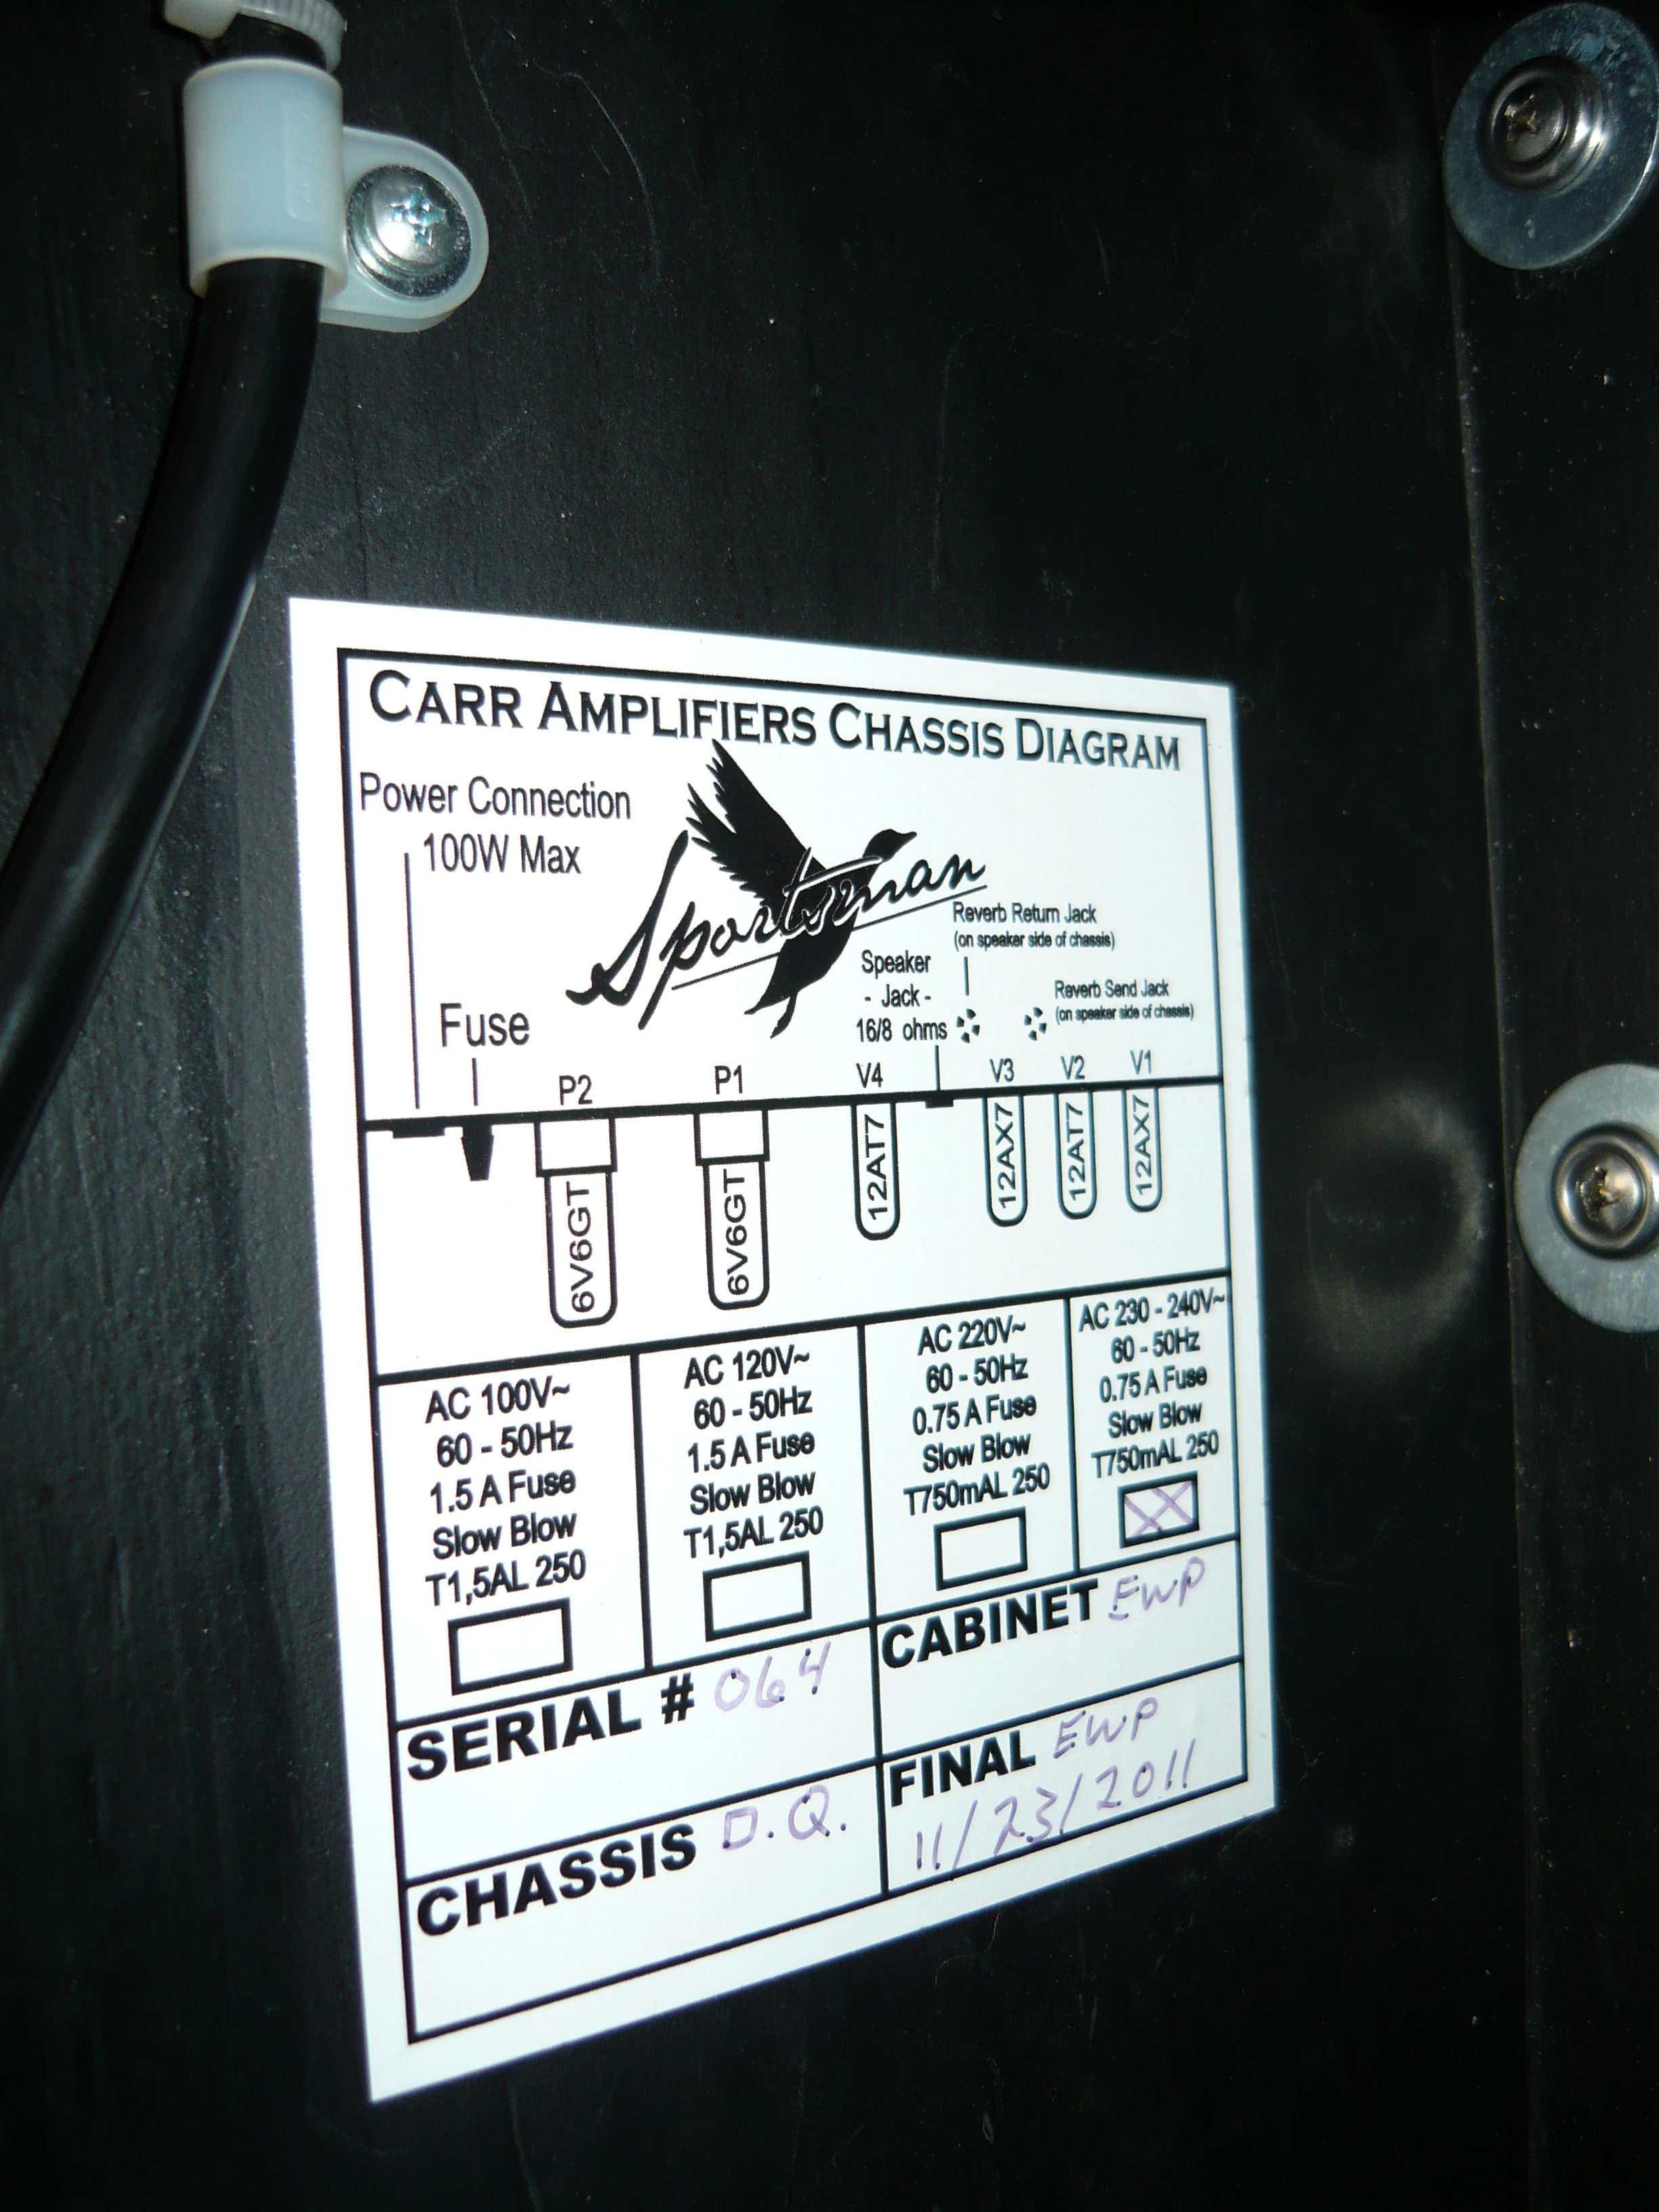 CARR AMPLIFIERS CHASSIS DIAGRAM
Power Connection
100W Max
Sportsman
Reverb Return Jack
(on speaker side of chassis)
Speaker
- Jack -
16/8 ohms
Reverb Send Jack
(on speaker side of chassis)
Fuse
P2
P1
V4
V3
V2
V1
6V6GT
6V6GT
12AT7
12AX7
12AT7
12AX7
AC 100V~
60 - 50Hz
1.5 A Fuse
Slow Blow
T1,5AL 250
AC 120V~
60 - 50Hz
1.5 A Fuse
Slow Blow
T1,5AL 250
AC 220V~
60 - 50Hz
0.75 A Fuse
Slow Blow
T750mAL 250
AC 230 - 240V~
60 - 50Hz
0.75 A Fuse
Slow Blow
T750mAL 250
SERIAL # 064
CABINET EWP
CHASSIS D.Q.
FINAL EWP
11/23/2011